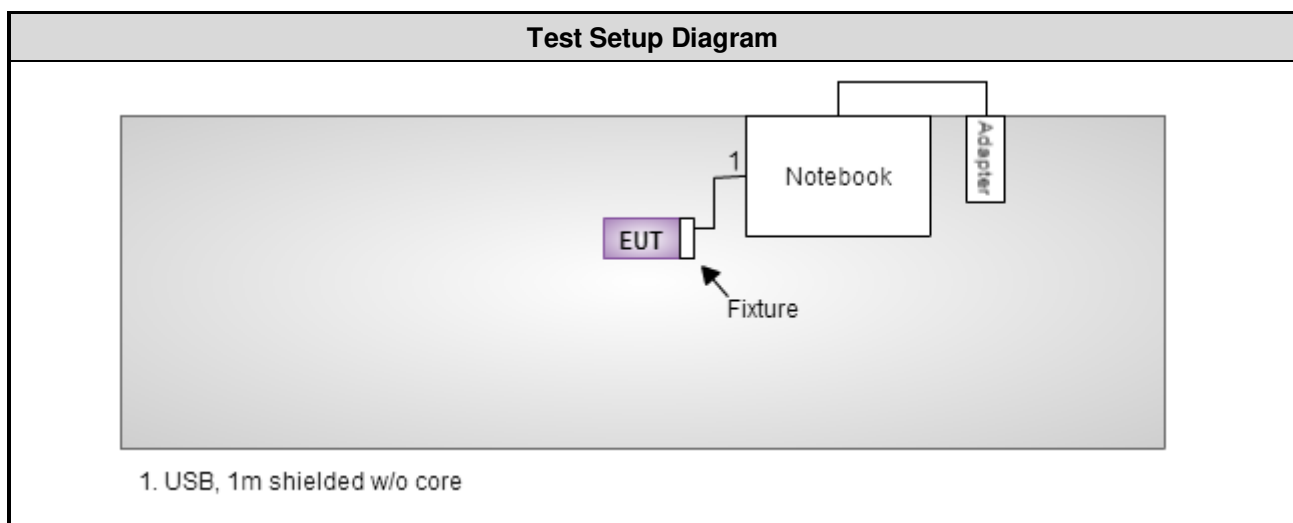 Test Setup Diagram
1
Notebook
Adapter
EUT
Fixture
1. USB, 1m shielded w/o core